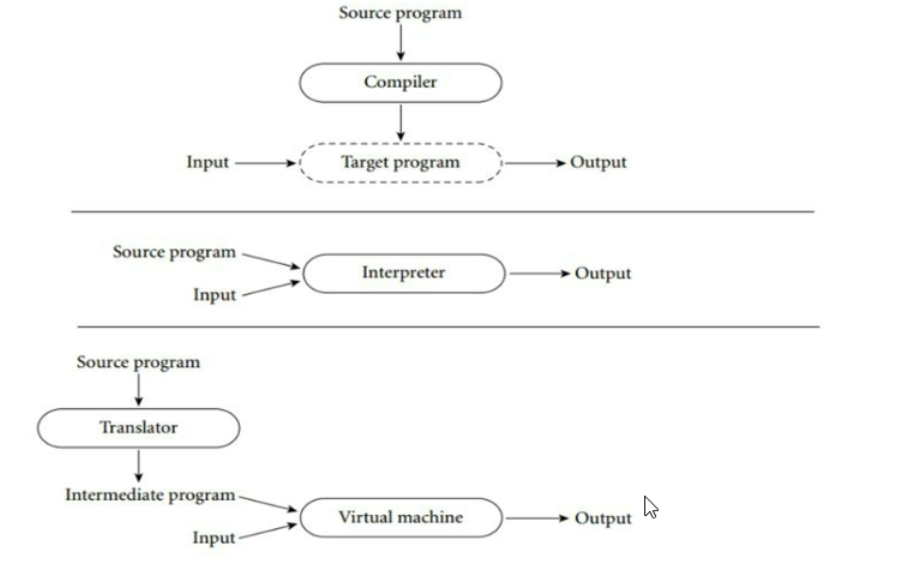 Source program
Compiler
Input
Target program
Output
Source program
Input
Interpreter
Output
Source program
Translator
Intermediate program
Input
Virtual machine
Output